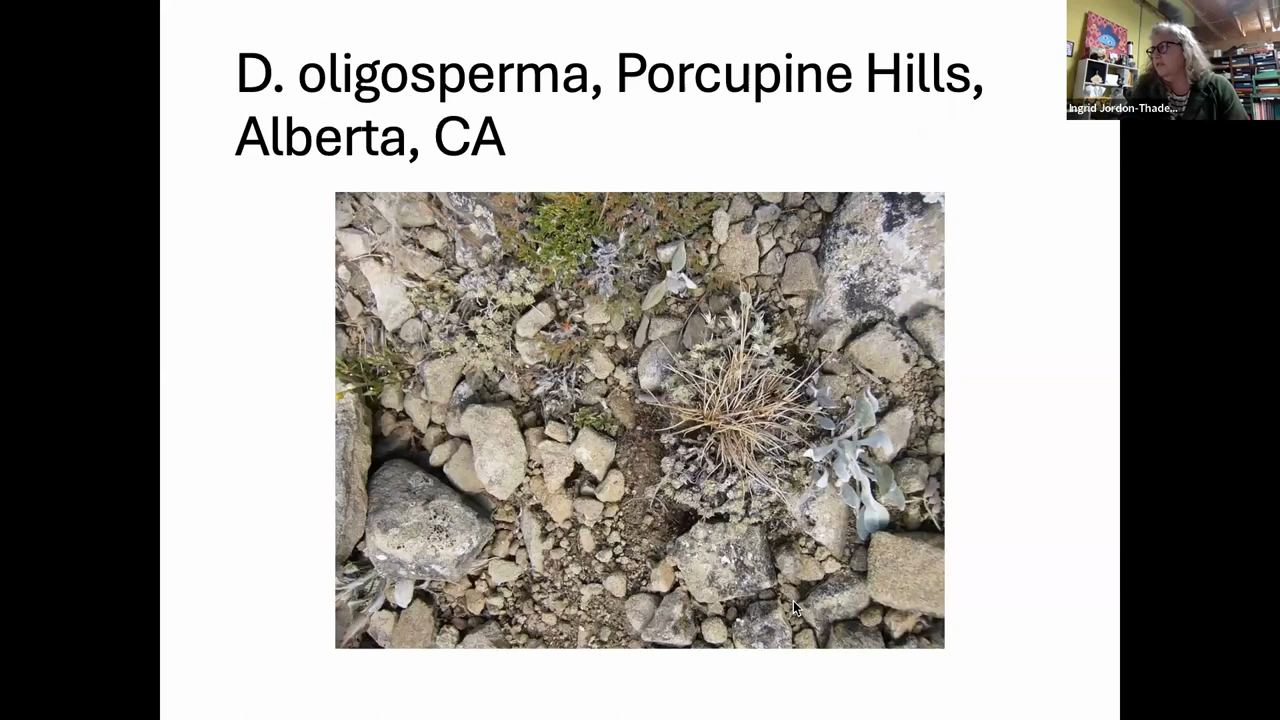 D. oligosperma, Porcupine Hills,
Alberta, CA
Ingrid Jordon-Thade...